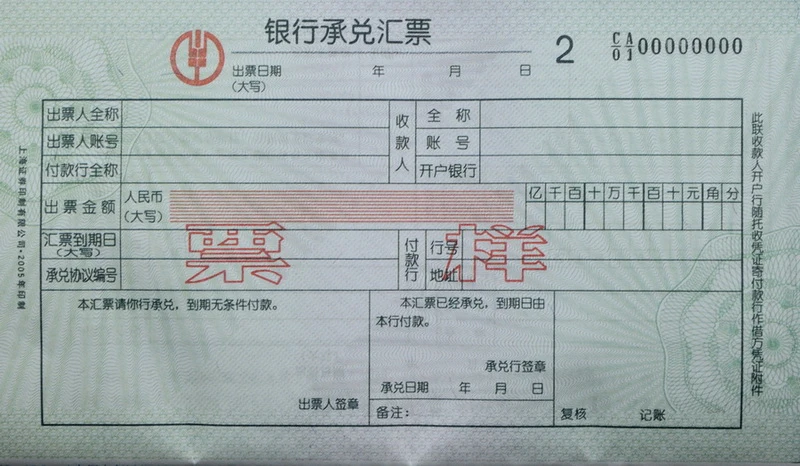 银行承兑汇票
2
CA
01
00000000
出票日期
(大写)
年 月 日
出票人全称
出票人账号
付款行全称
收款人
全 称
账 号
开户银行
出票金额
人民币
(大写)
亿千百十万千百十元角分
汇票到期日
(大写)
承兑协议编号
付款行
行号
地址
票样
本汇票请你行承兑，到期无条件付款。
出票人签章
本汇票已经承兑，到期日由
本行付款。
承兑行签章
承兑日期 年 月 日
备注:
复核 记账
此联收款人开户行随托收凭证寄付款行作借方凭证附件
上海证券印制有限公司·2005年印制